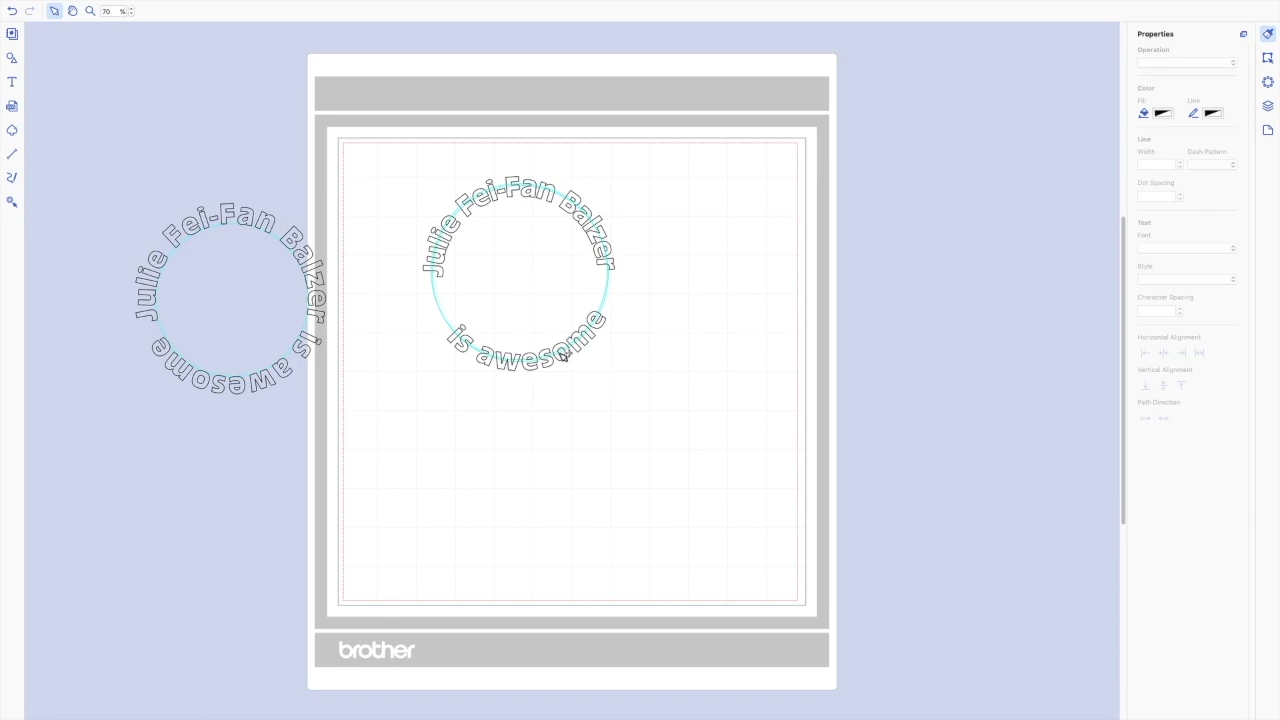 70 %
Properties
Operation
Color
Fill
Line
Line
Width
Dash Pattern
Dot Spacing
Text
Font
Style
Character Spacing
Horizontal Alignment
Vertical Alignment
Path Direction
Julie Fei-Fan Balzer
is awesome
Julie Fei-Fan Balzer is awesome
brother